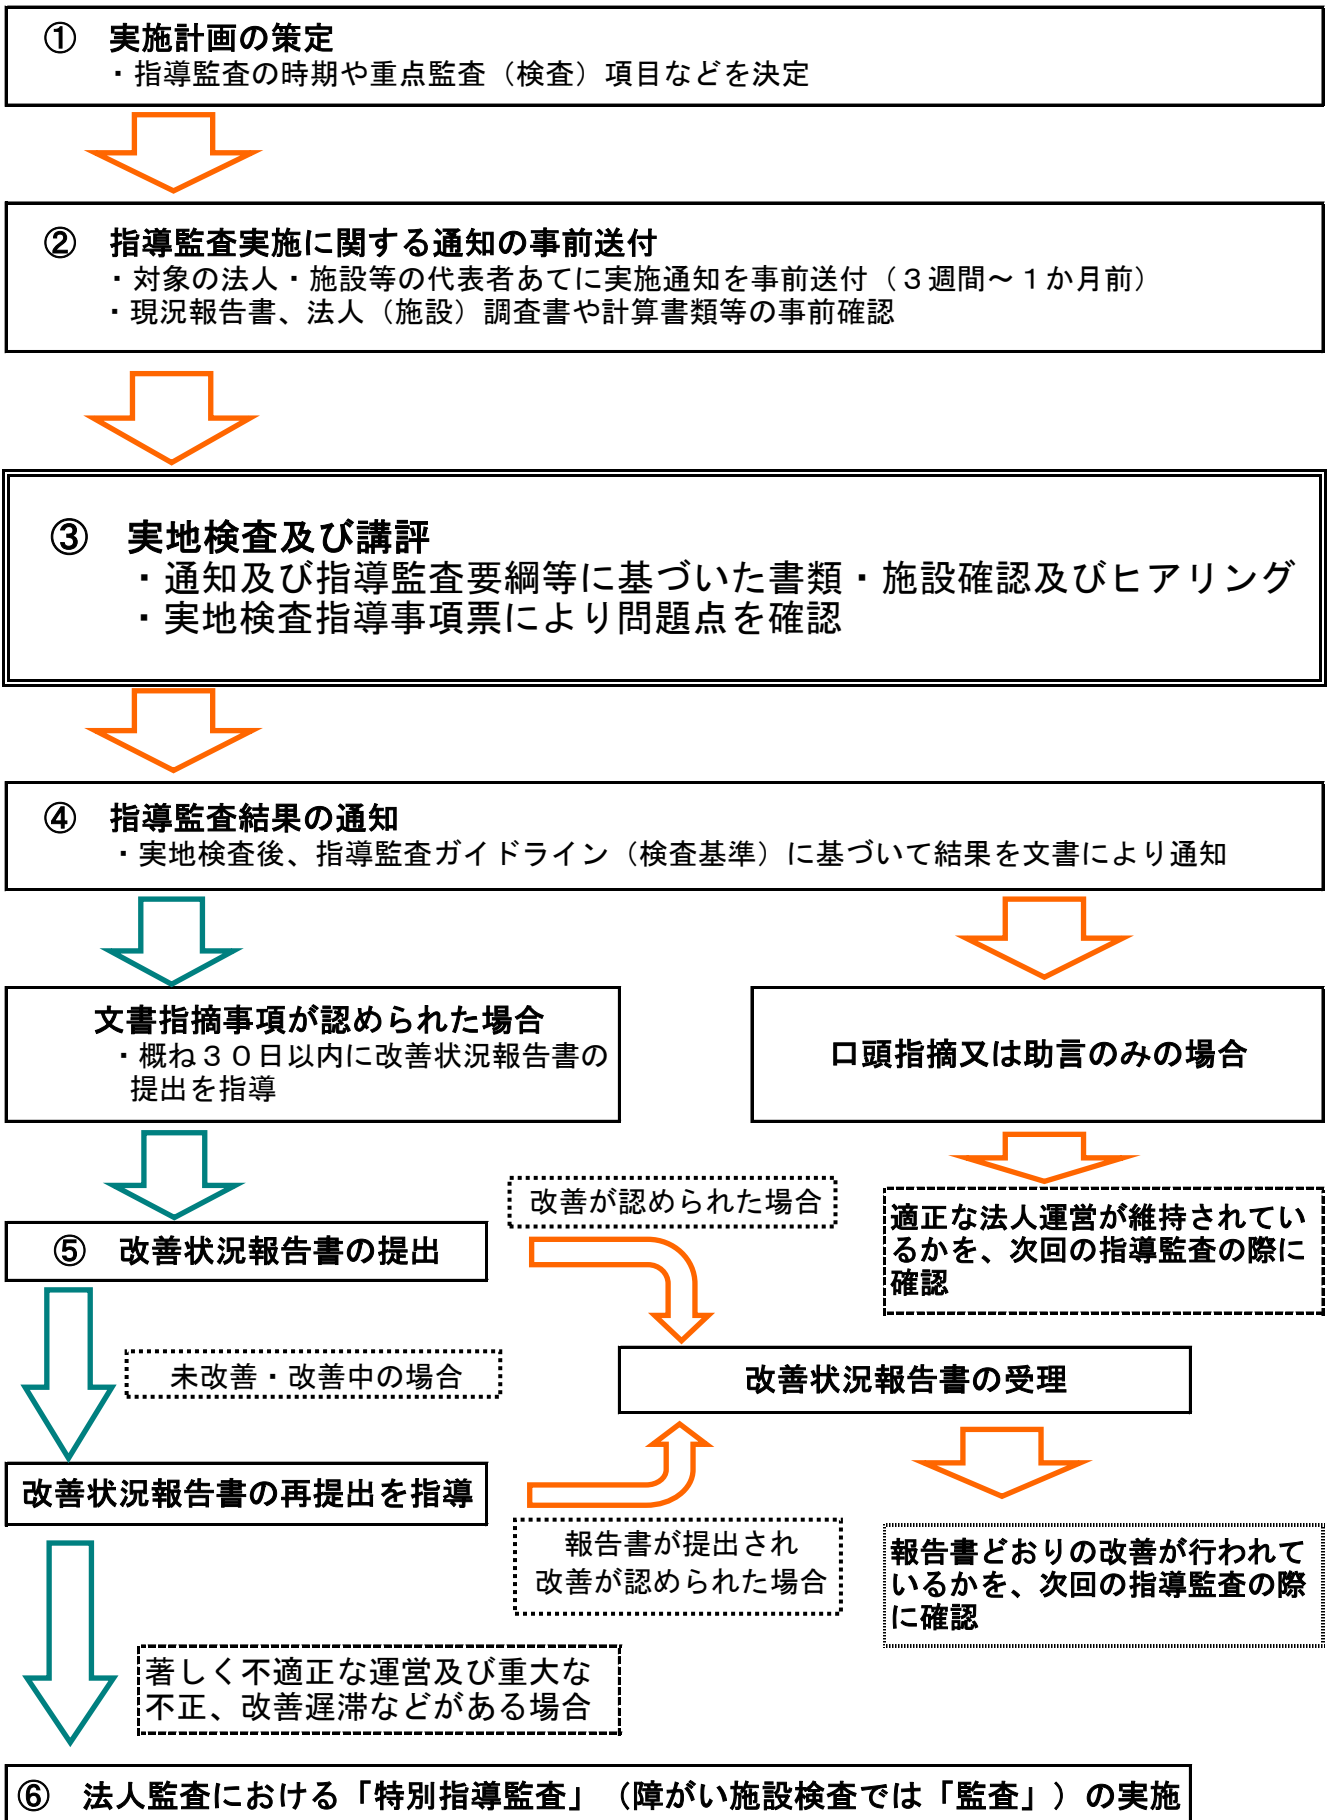 ① 実施計画の策定
・指導監査の時期や重点監査（検査）項目などを決定
② 指導監査実施に関する通知の事前送付
・対象の法人・施設等の代表者あてに実施通知を事前送付（３週間～１か月前）
・現況報告書、法人（施設）調査書や計算書類等の事前確認
③ 実地検査及び講評
・通知及び指導監査要綱等に基づいた書類・施設確認及びヒアリング
・実地検査指導事項票により問題点を確認
④ 指導監査結果の通知
・実地検査後、指導監査ガイドライン（検査基準）に基づいて結果を文書により通知
文書指摘事項が認められた場合
・概ね３０日以内に改善状況報告書の
提出を指導
口頭指摘又は助言のみの場合
改善が認められた場合
適正な法人運営が維持されてい
るかを、次回の指導監査の際に
確認
⑤ 改善状況報告書の提出
未改善・改善中の場合
改善状況報告書の受理
改善状況報告書の再提出を指導
報告書が提出され
改善が認められた場合
報告書どおりの改善が行われて
いるかを、次回の指導監査の際
に確認
著しく不適正な運営及び重大な
不正、改善遅滞などがある場合
⑥ 法人監査における「特別指導監査」（障がい施設検査では「監査」）の実施